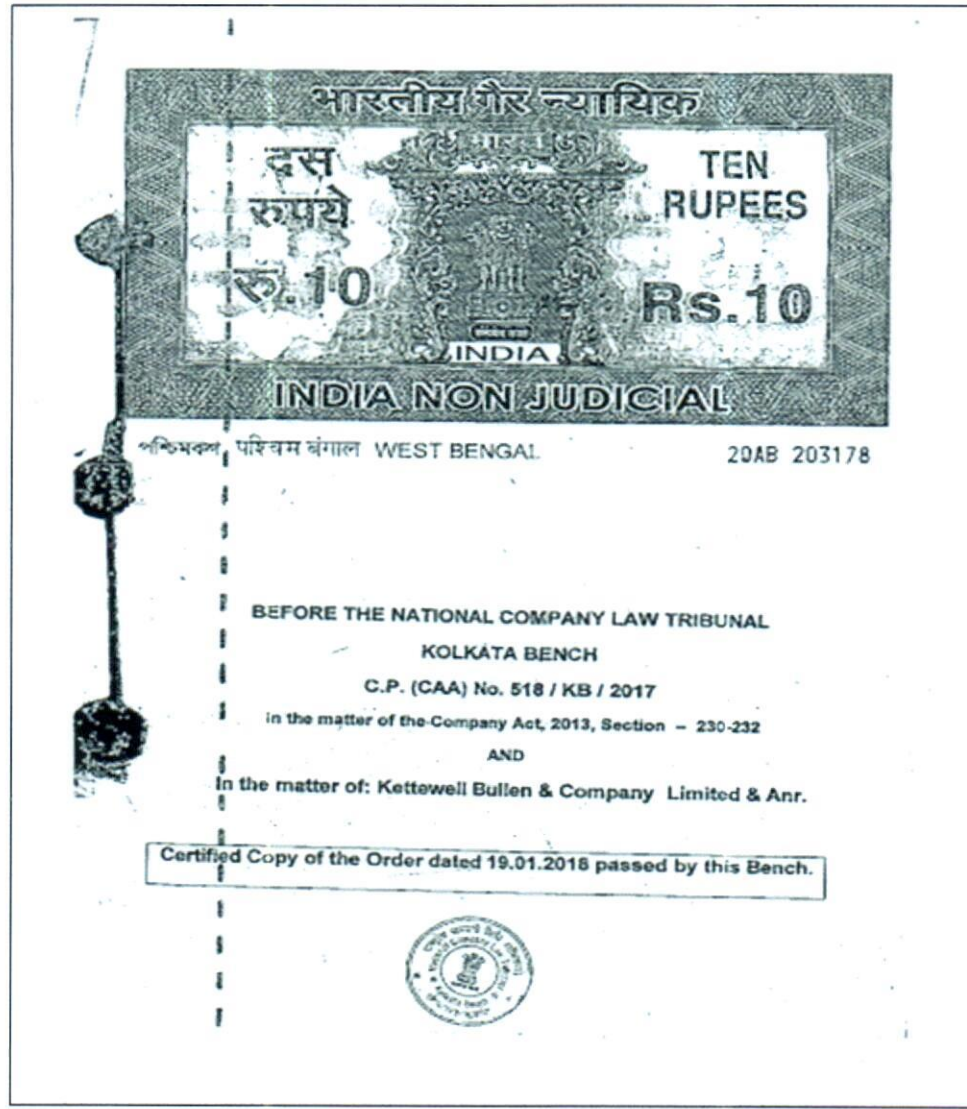 भारतीय गैर न्यायिक
भारत
दस
रुपये
रु.10
TEN
RUPEES
Rs.10
INDIA
INDIA NON JUDICIAL
পশ্চিমবঙ্গ पश्चिम बंगाल WEST BENGAL 20AB 203178
BEFORE THE NATIONAL COMPANY LAW TRIBUNAL
KOLKATA BENCH
C.P. (CAA) No. 518 / KB / 2017
In the matter of the Company Act, 2013, Section – 230-232
AND
In the matter of: Kettewell Bullen & Company Limited & Anr.
Certified Copy of the Order dated 19.01.2018 passed by this Bench.